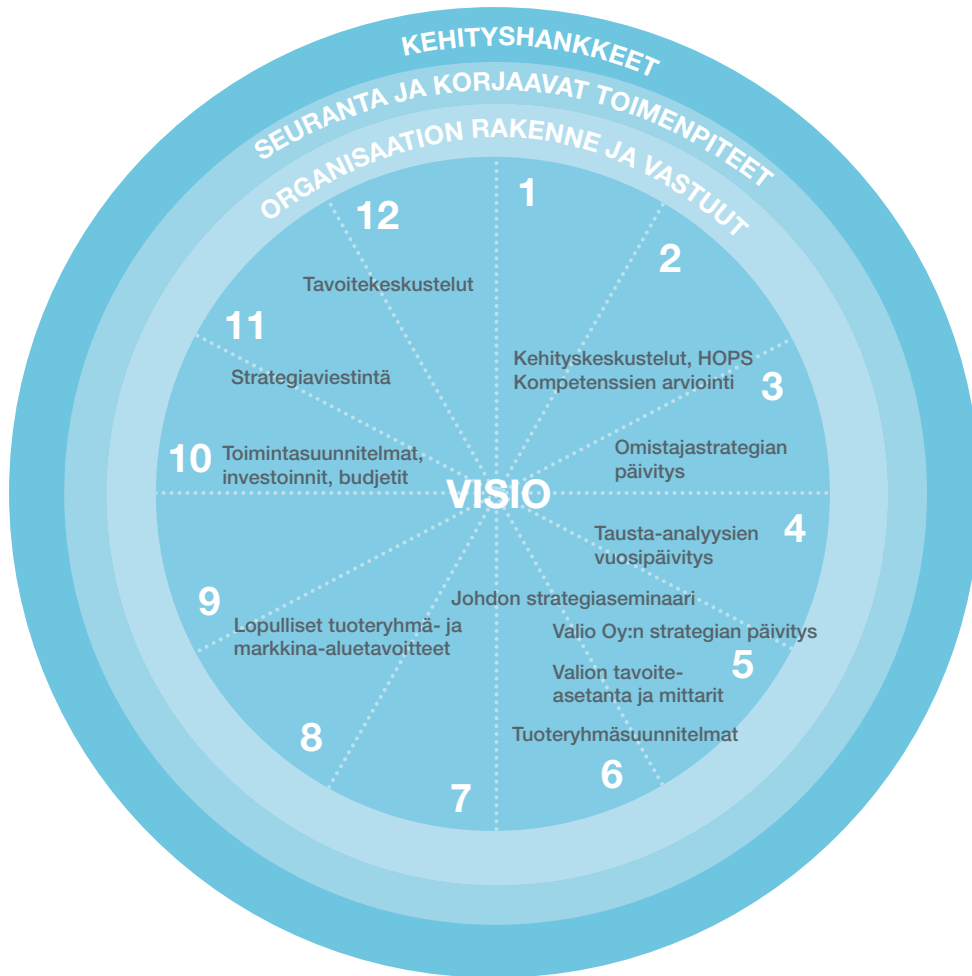 KEHITYSHANKKEET
SEURANTA JA KORJAAVAT TOIMENPITEET
ORGANISAATION RAKENNE JA VASTUUT
1
2
Kehityskeskustelut, HOPS
Kompetenssien arviointi
3
Omistajastrategian
päivitys
4
Tausta-analyysien
vuosipäivitys
Johdon strategiaseminaari
Valio Oy:n strategian päivitys
5
Valion tavoite-
asetanta ja mittarit
Tuoteryhmäsuunnitelmat
6
7
8
9
Lopulliset tuoteryhmä- ja
markkina-aluetavoitteet
10
Toimintasuunnitelmat,
investoinnit, budjetit
11
Strategiaviestintä
12
Tavoitekeskustelut
VISIO